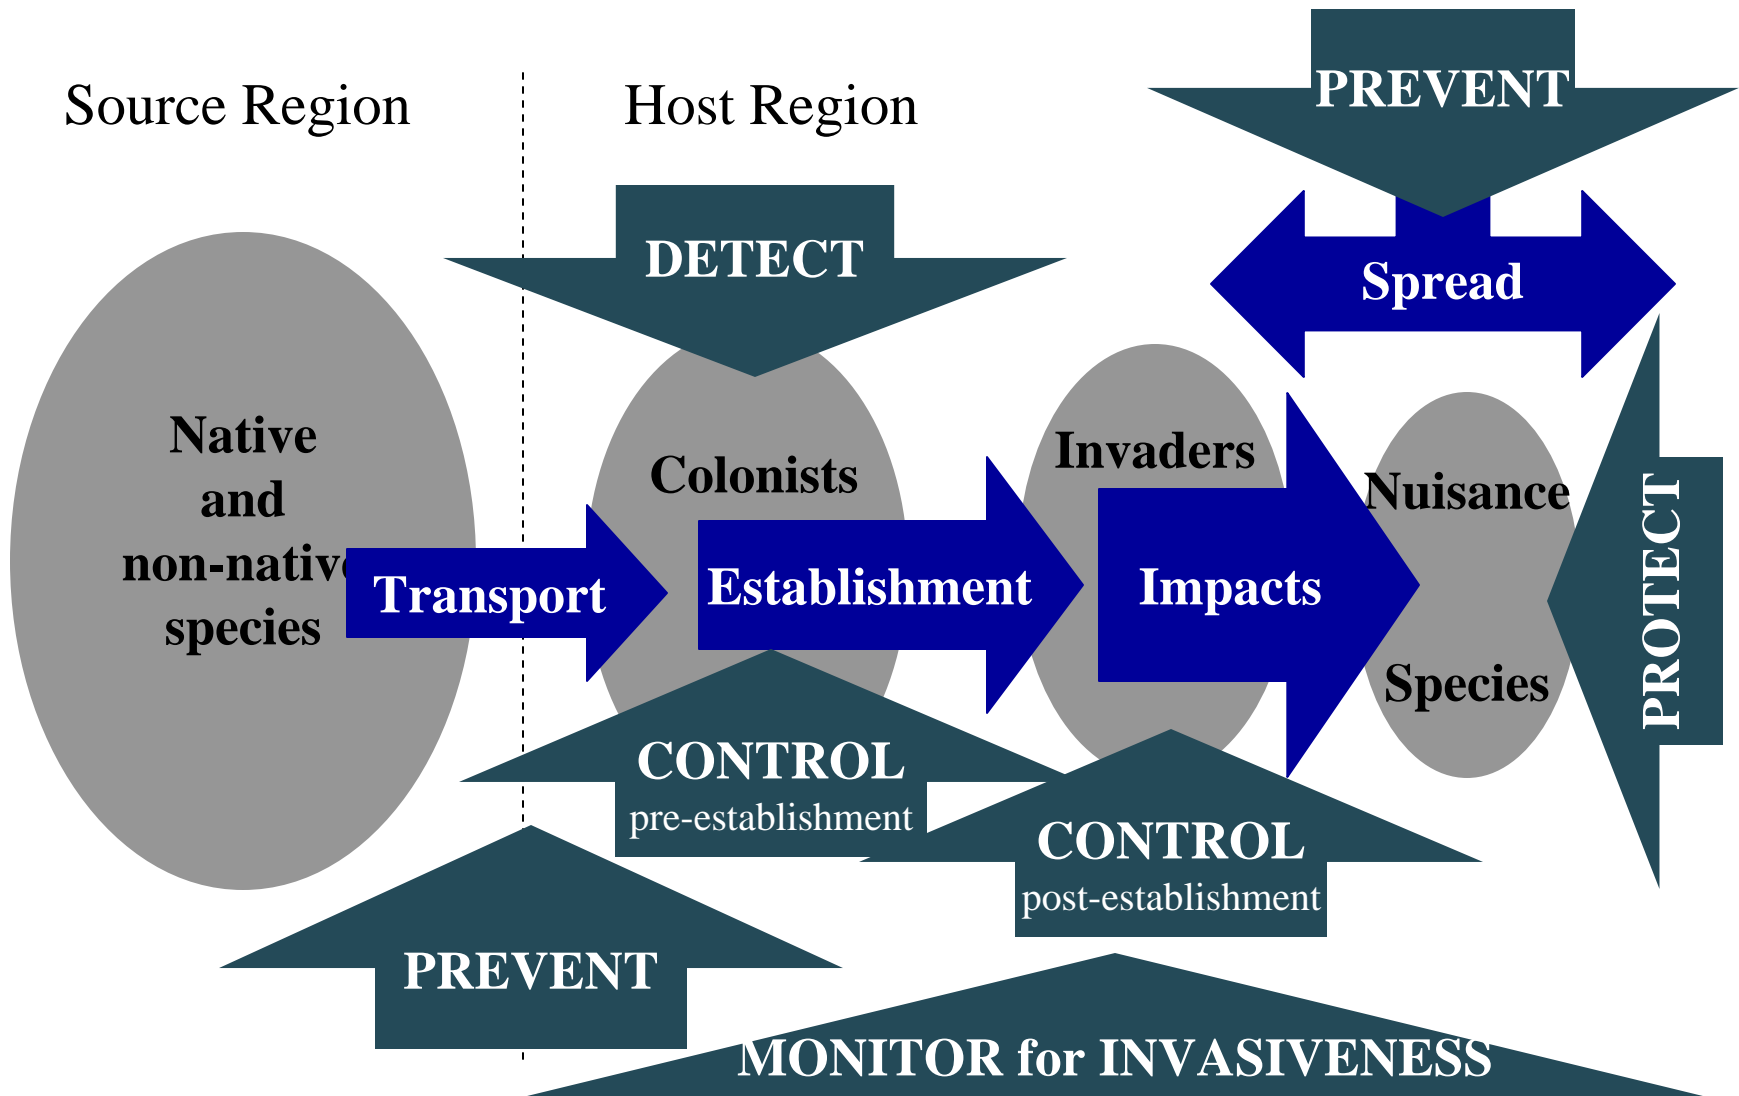 Source Region
Host Region
PREVENT
DETECT
Spread
Native
and
non-native
species
Colonists
Invaders
Nuisance
Species
Transport
Establishment
Impacts
PROTECT
CONTROL
pre-establishment
CONTROL
post-establishment
PREVENT
MONITOR for INVASIVENESS